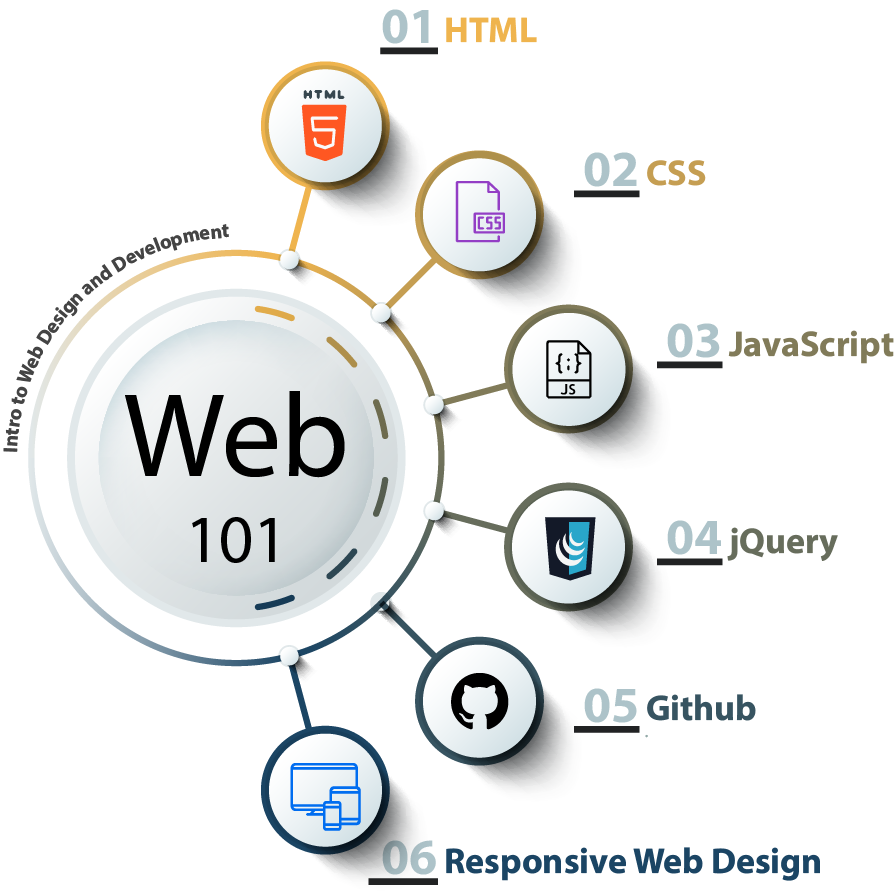 01 HTML
HTML
5
02 CSS
CSS
Intro to Web Design and Development
03 JavaScript
{;}
JS
Web
101
04 jQuery
05 Github
06 Responsive Web Design